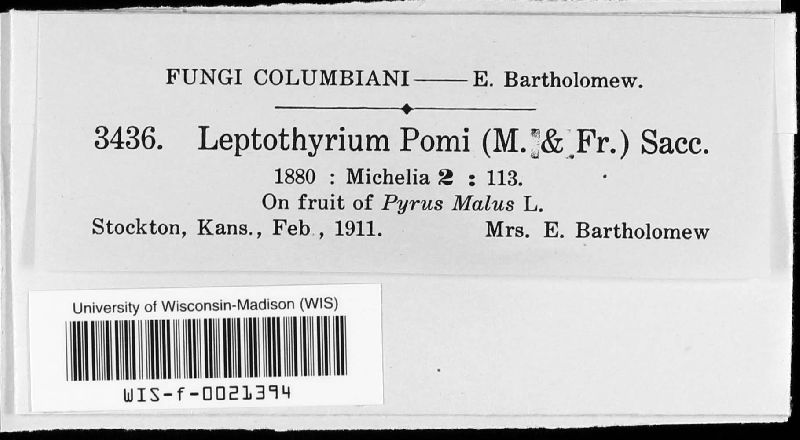 FUNGI COLUMBIANI — E. Bartholomew.
3436. Leptothyrium Pomi (M. & Fr.) Sacc.
1880 : Michelia 2 : 113.
On fruit of Pyrus Malus L.
Stockton, Kans., Feb., 1911. Mrs. E. Bartholomew
University of Wisconsin-Madison (WIS)
WIS-f-0021394